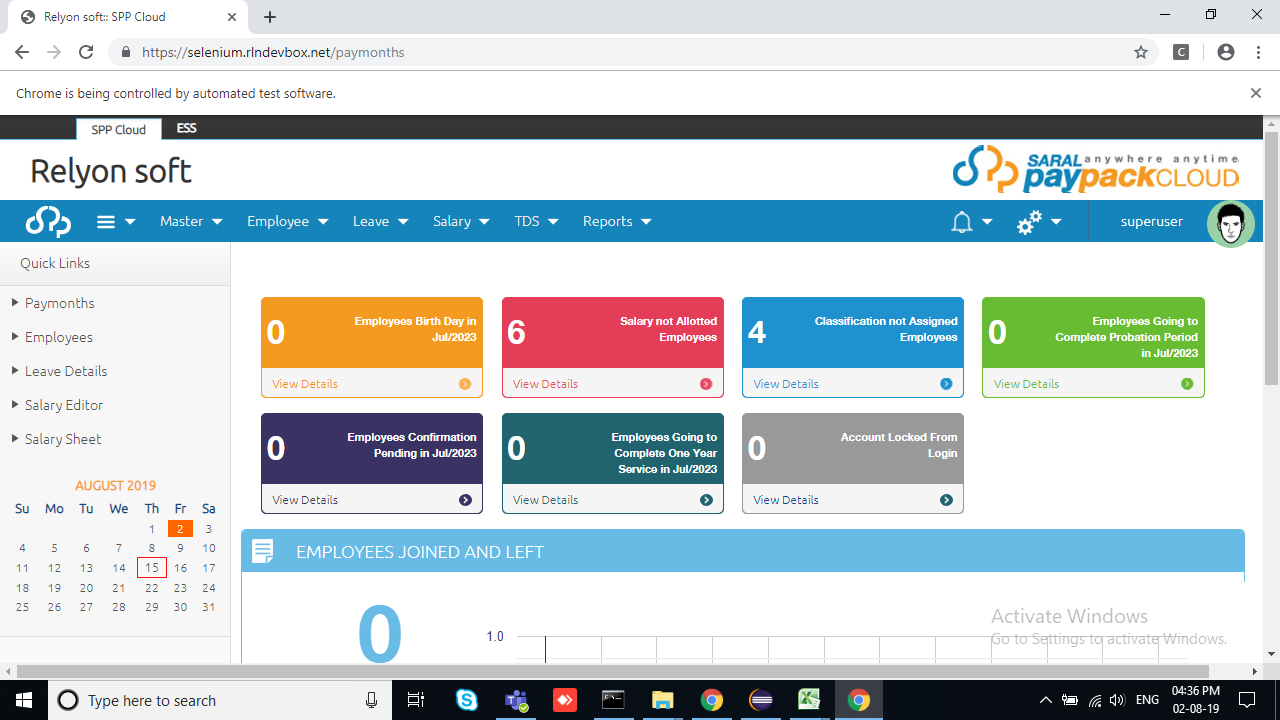 Relyon soft:: SPP Cloud
https://selenium.rlndevbox.net/paymonths
C
Chrome is being controlled by automated test software.
SPP Cloud ESS
Relyon soft
SARAL anywhere anytime
paypackCLOUD
Master Employee Leave Salary TDS Reports superuser
Quick Links
Paymonths
Employees
Leave Details
Salary Editor
Salary Sheet
AUGUST 2019
Su Mo Tu We Th Fr Sa
1 2 3
4 5 6 7 8 9 10
11 12 13 14 15 16 17
18 19 20 21 22 23 24
25 26 27 28 29 30 31
0
Employees Birth Day in
Jul/2023
View Details
6
Salary not Allotted
Employees
View Details
4
Classification not Assigned
Employees
View Details
0
Employees Going to
Complete Probation Period
in Jul/2023
View Details
0
Employees Confirmation
Pending in Jul/2023
View Details
0
Employees Going to
Complete One Year
Service in Jul/2023
View Details
0
Account Locked From
Login
View Details
EMPLOYEES JOINED AND LEFT
0
1.0
Activate Windows
Go to Settings to activate Windows.
Type here to search
ENG
04:36 PM
02-08-19